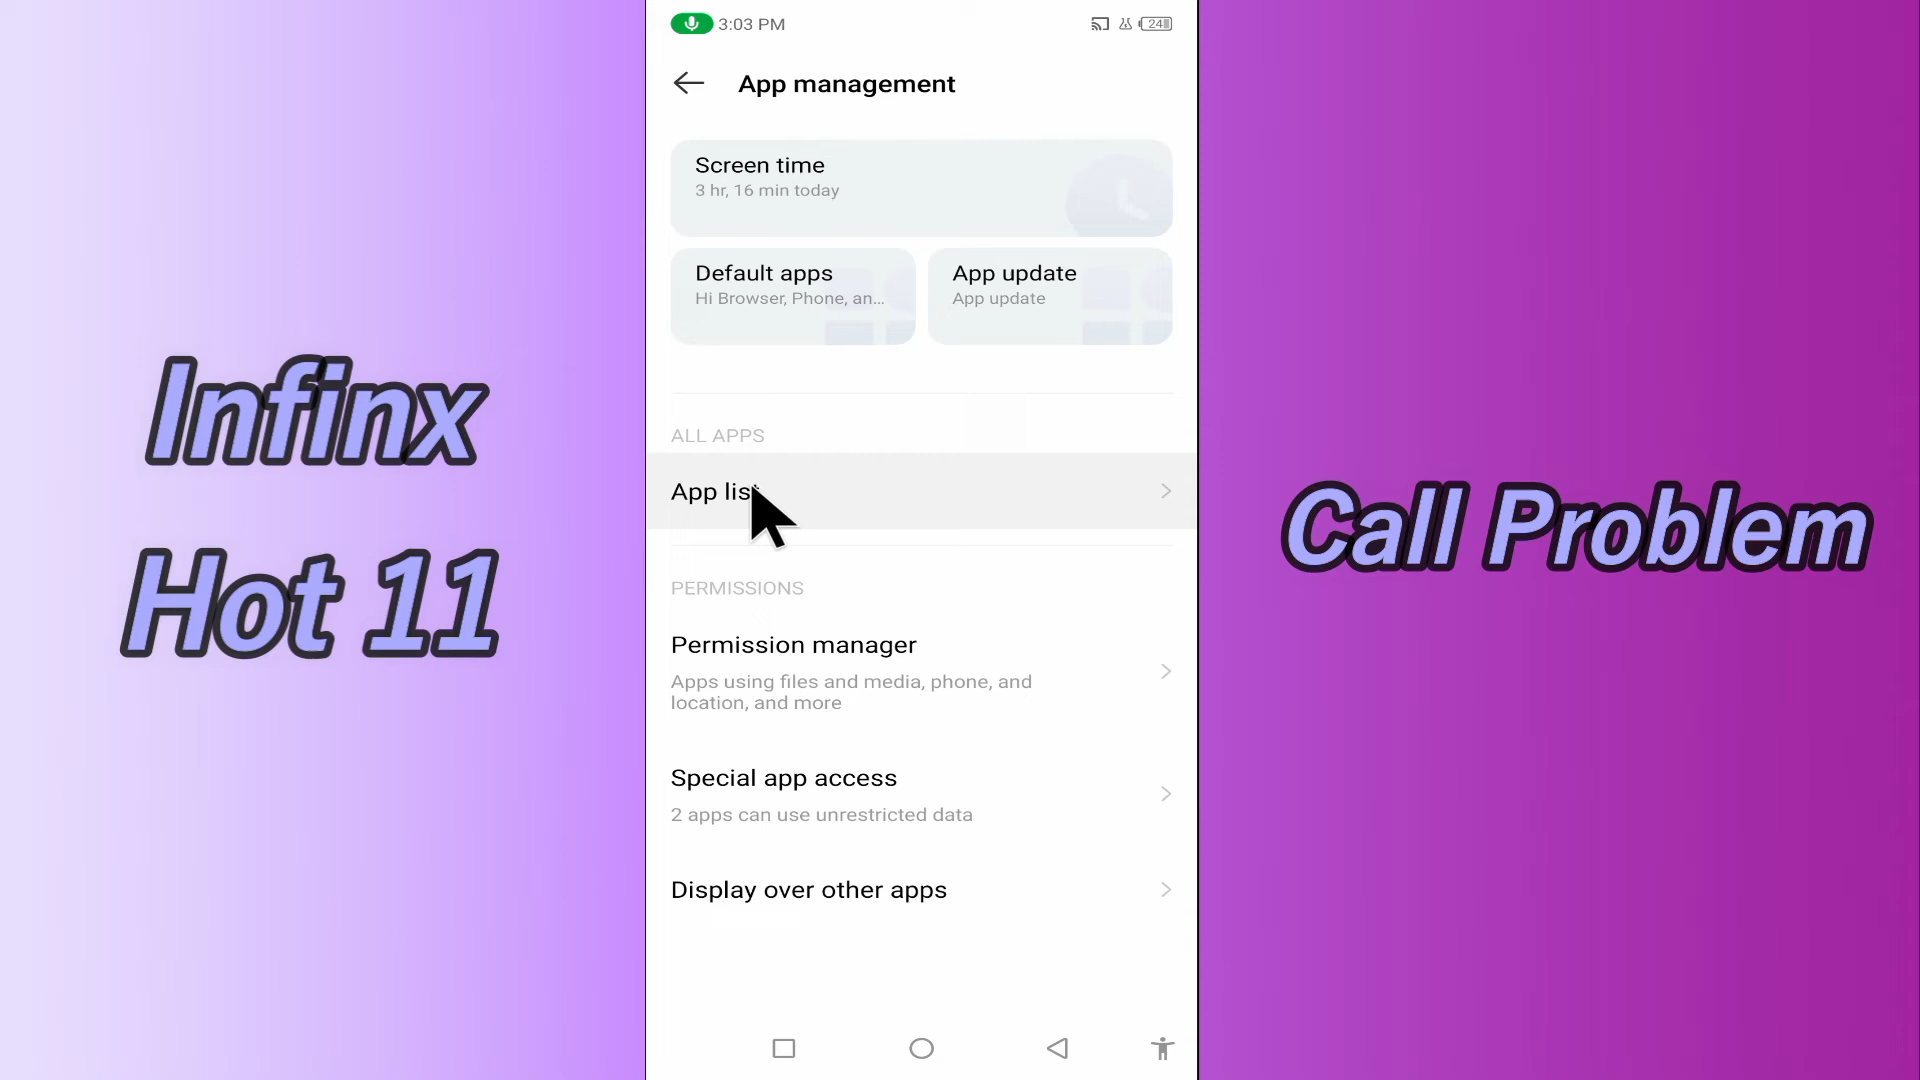 Infinx
Hot 11
3:03 PM
24
App management
Screen time
3 hr, 16 min today
Default apps
Hi Browser, Phone, an...
App update
App update
ALL APPS
App list
PERMISSIONS
Permission manager
Apps using files and media, phone, and
location, and more
Special app access
2 apps can use unrestricted data
Display over other apps
Call Problem